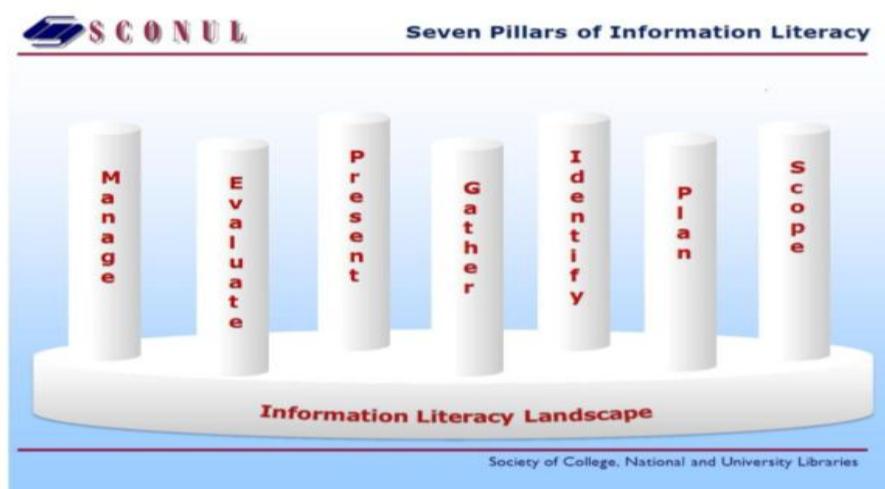 SCONUL
Seven Pillars of Information Literacy
Manage
Evaluate
Present
Gather
Identify
Plan
Scope
Information Literacy Landscape
Society of College, National and University Libraries